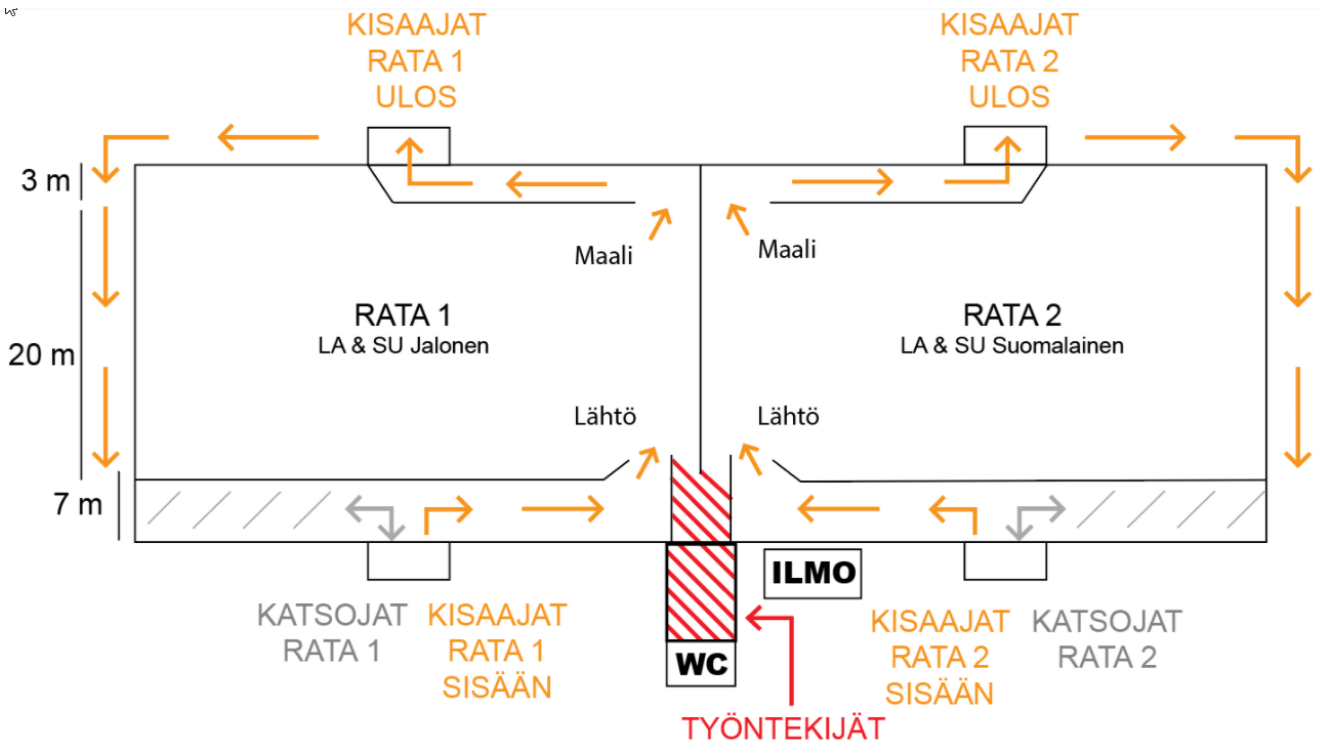 KISAAJAT
RATA 1
ULOS
KISAAJAT
RATA 2
ULOS
3 m
Maali
Maali
RATA 1
LA & SU Jalonen
RATA 2
LA & SU Suomalainen
20 m
Lähtö
Lähtö
7 m
ILMO
KATSOJAT
RATA 1
KISAAJAT
RATA 1
SISÄÄN
WC
KISAAJAT
RATA 2
SISÄÄN
KATSOJAT
RATA 2
TYÖNTEKIJÄT